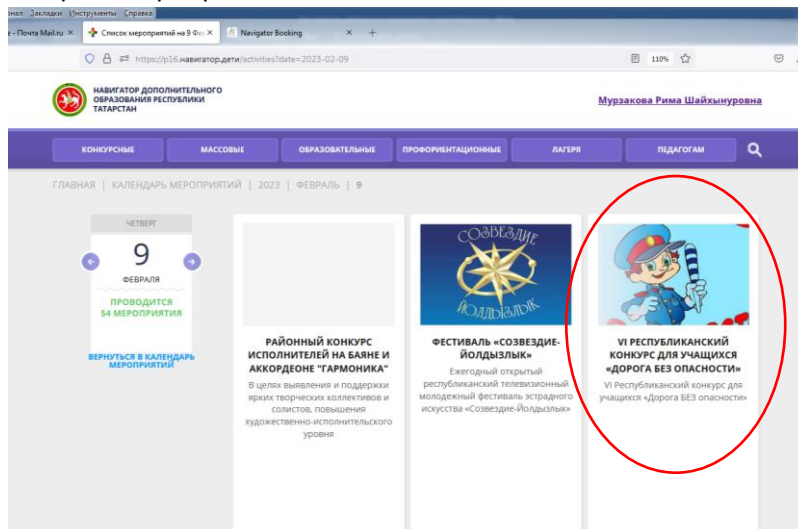 Закладки Инструменты Справка
Почта Mail.ru × Список мероприятий на 9 Фе × Navigator Booking × +
https://р16.навигатор.дети/activities?date=2023-02-09 110%
НАВИГАТОР ДОПОЛНИТЕЛЬНОГО
ОБРАЗОВАНИЯ РЕСПУБЛИКИ
ТАТАРСТАН
Мурзакова Рима Шайхынуровна
КОНКУРСНЫЕ МАССОВЫЕ ОБРАЗОВАТЕЛЬНЫЕ ПРОФОРИЕНТАЦИОННЫЕ ЛАГЕРЯ ПЕДАГОГАМ
ГЛАВНАЯ | КАЛЕНДАРЬ МЕРОПРИЯТИЙ | 2023 | ФЕВРАЛЬ | 9
ЧЕТВЕРГ
9
ФЕВРАЛЯ
ПРОВОДИТСЯ
54 МЕРОПРИЯТИЯ
ВЕРНУТЬСЯ В КАЛЕНДАРЬ
МЕРОПРИЯТИЙ
РАЙОННЫЙ КОНКУРС
ИСПОЛНИТЕЛЕЙ НА БАЯНЕ И
АККОРДЕОНЕ "ГАРМОНИКА"
В целях выявления и поддержки
ярких творческих коллективов и
солистов, повышения
художественно-исполнительского
уровня
СОЗВЕЗДИЕ
ЙОЛДЫЗЛЫК
ФЕСТИВАЛЬ «СОЗВЕЗДИЕ-
ЙОЛДЫЗЛЫК»
Ежегодный открытый
республиканский телевизионный
молодежный фестиваль эстрадного
искусства «Созвездие-Йолдызлык»
VI РЕСПУБЛИКАНСКИЙ
КОНКУРС ДЛЯ УЧАЩИХСЯ
«ДОРОГА БЕЗ ОПАСНОСТИ»
VI Республиканский конкурс для
учащихся «Дорога БЕЗ опасности»